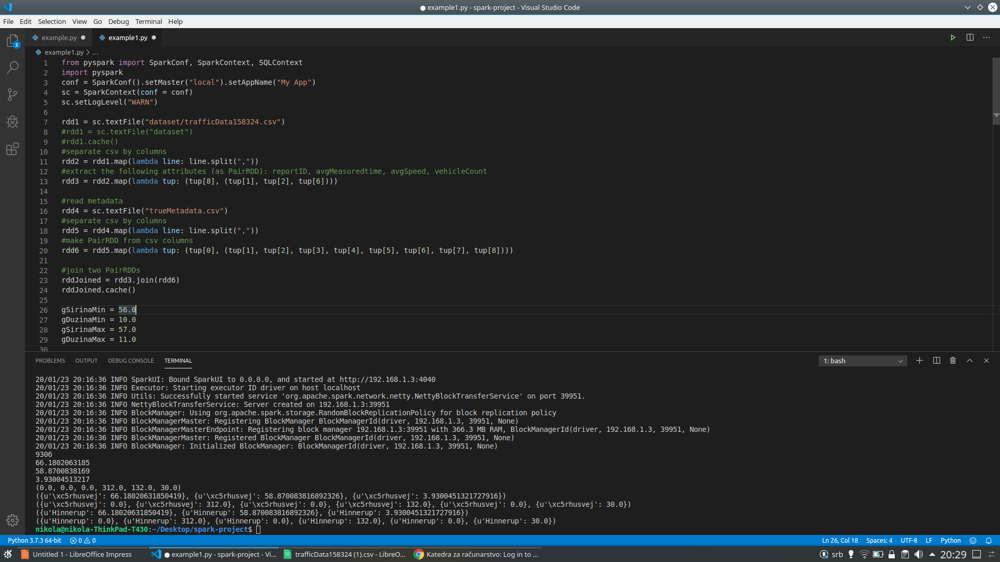 example1.py - spark-project - Visual Studio Code
File Edit Selection View Go Debug Terminal Help
example.py example1.py
2
example1.py > ...
1 from pyspark import SparkConf, SparkContext, SQLContext
2 import pyspark
3 conf = SparkConf().setMaster("local").setAppName("My App")
4 sc = SparkContext(conf = conf)
5 sc.setLogLevel("WARN")
6
7 rdd1 = sc.textFile("dataset/trafficData158324.csv")
8 #rdd1 = sc.textFile("dataset")
9 #rdd1.cache()
10 #separate csv by columns
11 rdd2 = rdd1.map(lambda line: line.split(","))
12 #extract the following attributes (as PairRDD): reportID, avgMeasuredtime, avgSpeed, vehicleCount
13 rdd3 = rdd2.map(lambda tup: (tup[8], (tup[1], tup[2], tup[6])))
14
15 #read metadata
16 rdd4 = sc.textFile("trueMetadata.csv")
17 #separate csv by columns
18 rdd5 = rdd4.map(lambda line: line.split(","))
19 #make PairRDD from csv columns
20 rdd6 = rdd5.map(lambda tup: (tup[0], (tup[1], tup[2], tup[3], tup[4], tup[5], tup[6], tup[7], tup[8])))
21
22 #join two PairRDDs
23 rddJoined = rdd3.join(rdd6)
24 rddJoined.cache()
25
26 gSirinaMin = 56.0
27 gDuzinaMin = 10.0
28 gSirinaMax = 57.0
29 gDuzinaMax = 11.0
30
PROBLEMS OUTPUT DEBUG CONSOLE TERMINAL 1: bash
20/01/23 20:16:36 INFO SparkUI: Bound SparkUI to 0.0.0.0, and started at http://192.168.1.3:4040
20/01/23 20:16:36 INFO Executor: Starting executor ID driver on host localhost
20/01/23 20:16:36 INFO Utils: Successfully started service 'org.apache.spark.network.netty.NettyBlockTransferService' on port 39951.
20/01/23 20:16:36 INFO NettyBlockTransferService: Server created on 192.168.1.3:39951
20/01/23 20:16:36 INFO BlockManager: Using org.apache.spark.storage.RandomBlockReplicationPolicy for block replication policy
20/01/23 20:16:36 INFO BlockManagerMaster: Registering BlockManager BlockManagerId(driver, 192.168.1.3, 39951, None)
20/01/23 20:16:36 INFO BlockManagerMasterEndpoint: Registering block manager 192.168.1.3:39951 with 366.3 MB RAM, BlockManagerId(driver, 192.168.1.3, 39951, None)
20/01/23 20:16:36 INFO BlockManagerMaster: Registered BlockManager BlockManagerId(driver, 192.168.1.3, 39951, None)
20/01/23 20:16:36 INFO BlockManager: Initialized BlockManager: BlockManagerId(driver, 192.168.1.3, 39951, None)
9306
66.1802063185
58.8700838169
3.93004513217
(0.0, 0.0, 0.0, 312.0, 132.0, 30.0)
({u'\xc5rhusvej': 66.18020631850419}, {u'\xc5rhusvej': 58.870083816892326}, {u'\xc5rhusvej': 3.9300451321727916})
({u'\xc5rhusvej': 0.0}, {u'\xc5rhusvej': 312.0}, {u'\xc5rhusvej': 0.0}, {u'\xc5rhusvej': 132.0}, {u'\xc5rhusvej': 0.0}, {u'\xc5rhusvej': 30.0})
({u'Hinnerup': 66.18020631850419}, {u'Hinnerup': 58.870083816892326}, {u'Hinnerup': 3.9300451321727916})
({u'Hinnerup': 0.0}, {u'Hinnerup': 312.0}, {u'Hinnerup': 0.0}, {u'Hinnerup': 132.0}, {u'Hinnerup': 0.0}, {u'Hinnerup': 30.0})
nikola@nikola-ThinkPad-T430:~/Desktop/spark-project$
Python 3.7.3 64-bit 0 0 Ln 26, Col 18 Spaces: 4 UTF-8 LF Python
Untitled 1 - LibreOffice Impress example1.py - spark-project - Vi... trafficData158324 (1).csv - LibreO... Katedra za računarstvo: Log in to ... srb 20:29